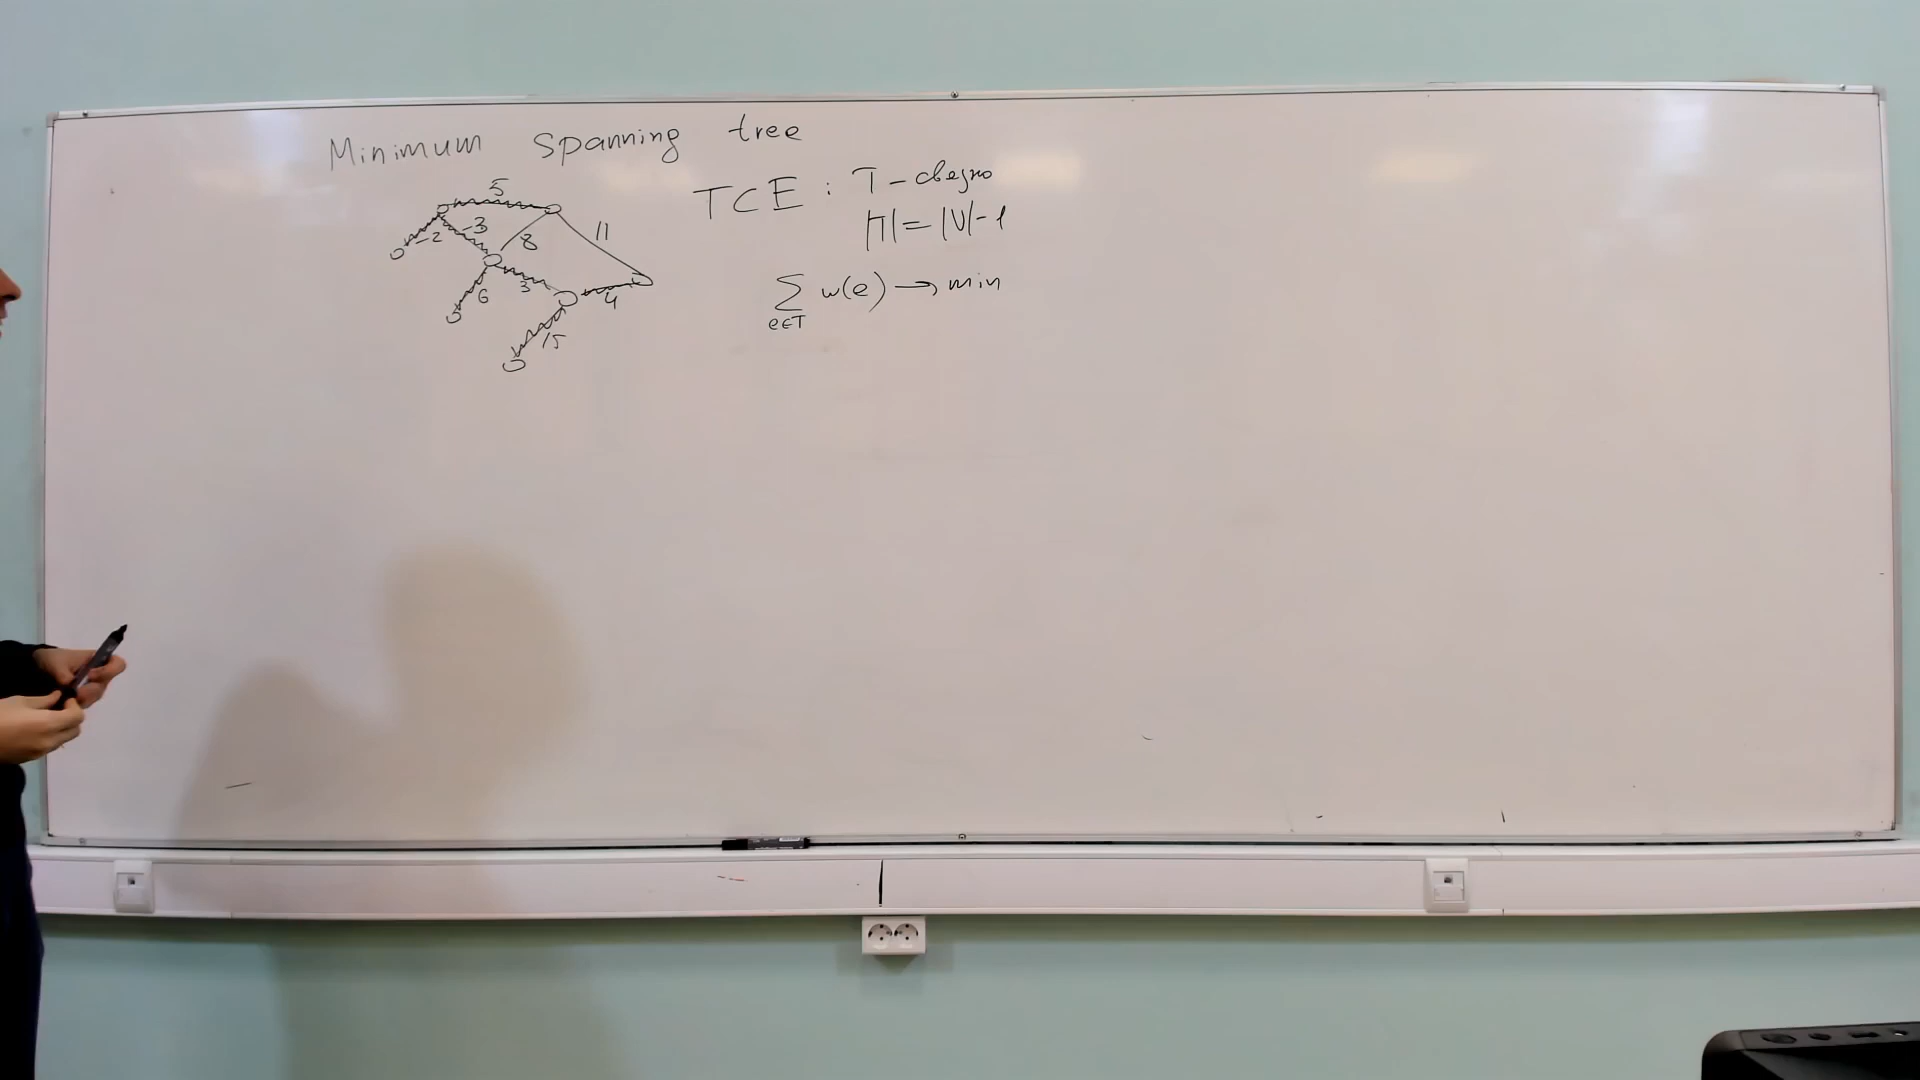 Minimum spanning tree
T ⊂ E : T - связно
|T| = |V| - 1
∑ w(e) → min
e∈T
5
-3
-2
8
11
6
3
4
15